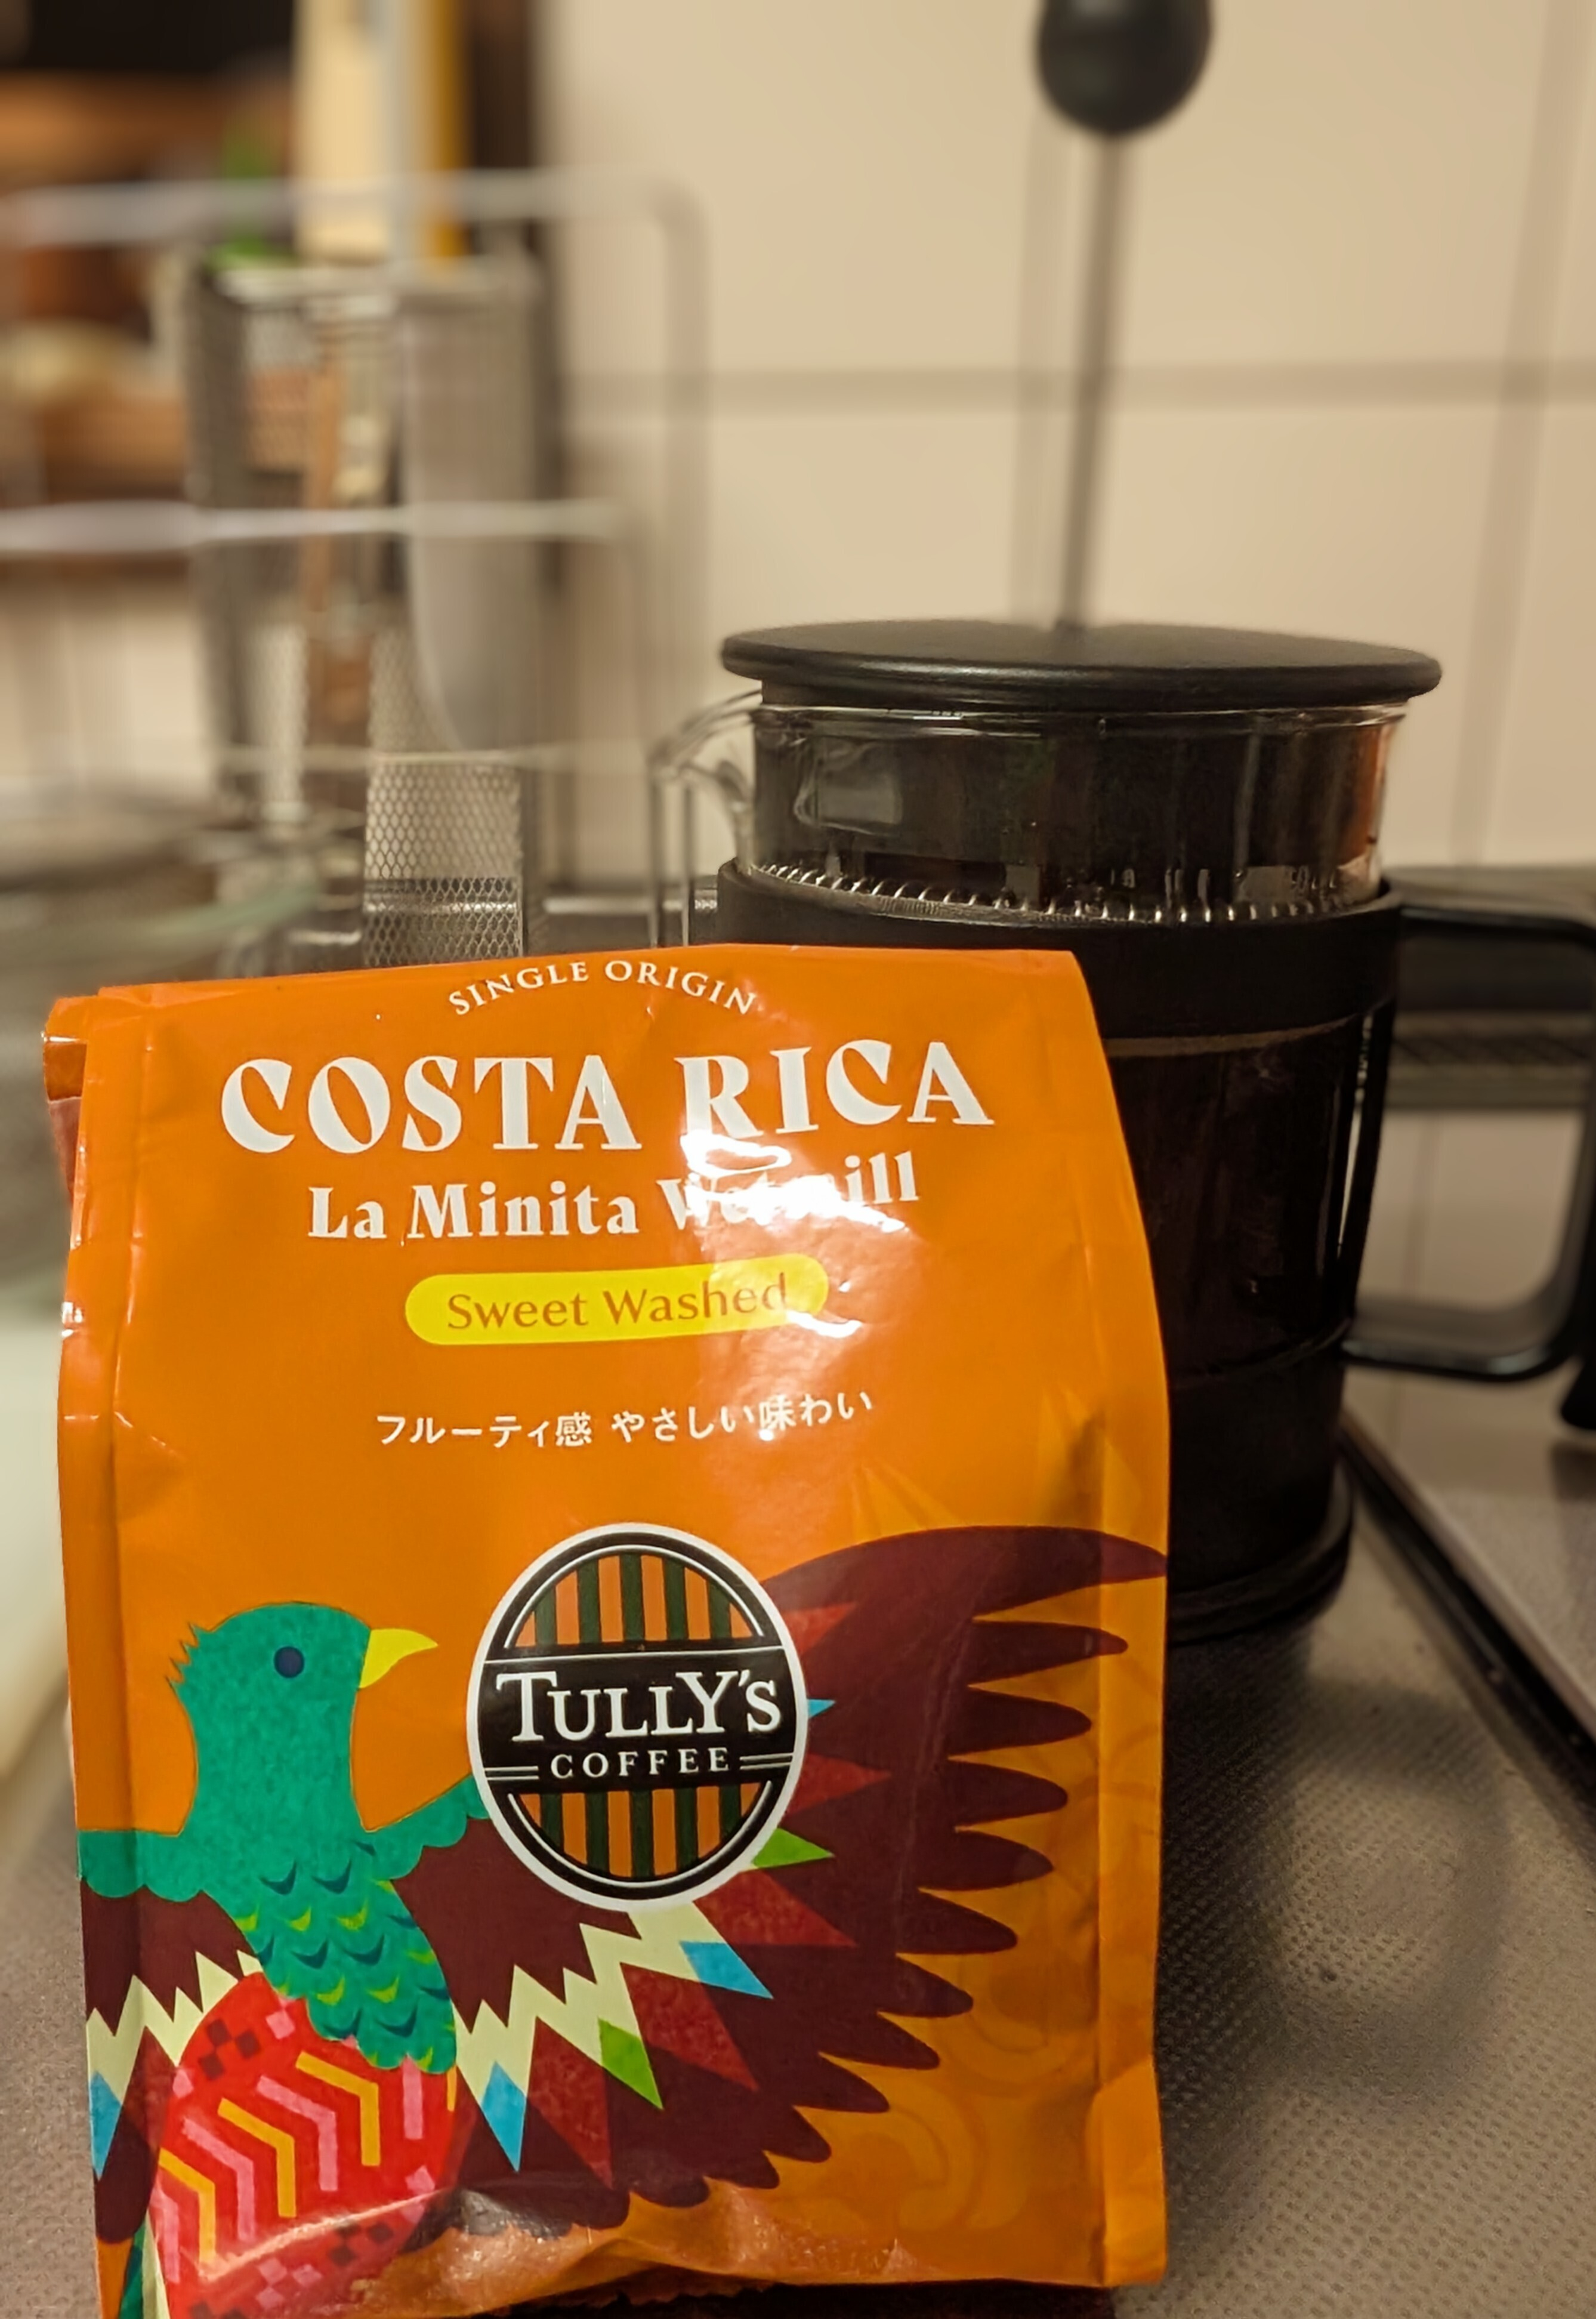 SINGLE ORIGIN
COSTA RICA
La Minita Wetmill
Sweet Washed
フルーティ感 やさしい味わい
TULLY'S
COFFEE